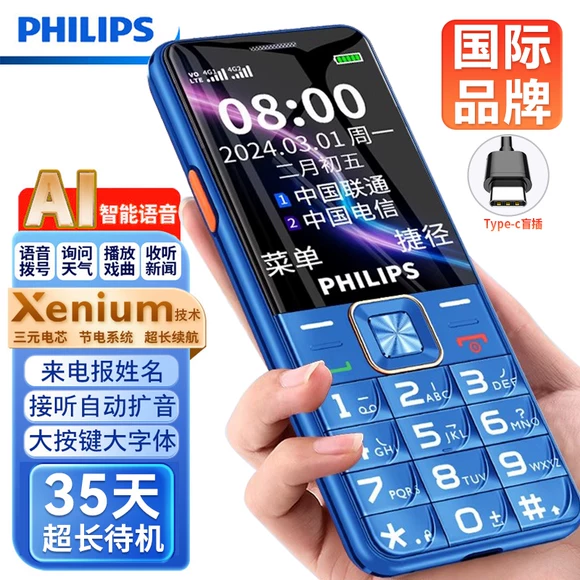 PHILIPS
国际
品牌
Type-c盲插
VO LTE 4G 4G2
08:00
2024.03.01 周一
二月初五
1 中国联通
2 中国电信
菜单 捷径
PHILIPS
AI智能语音
语音拨号 询问天气 播放戏曲 收听新闻
Xenium技术
三元电芯 节电系统 超长续航
来电报姓名
接听自动扩音
大按键大字体
35天
超长待机
1 2 ABC 3 DEF
4 GHI 5 JKL 6 MNO
7 PQRS 8 TUV 9 WXYZ
* 0 #